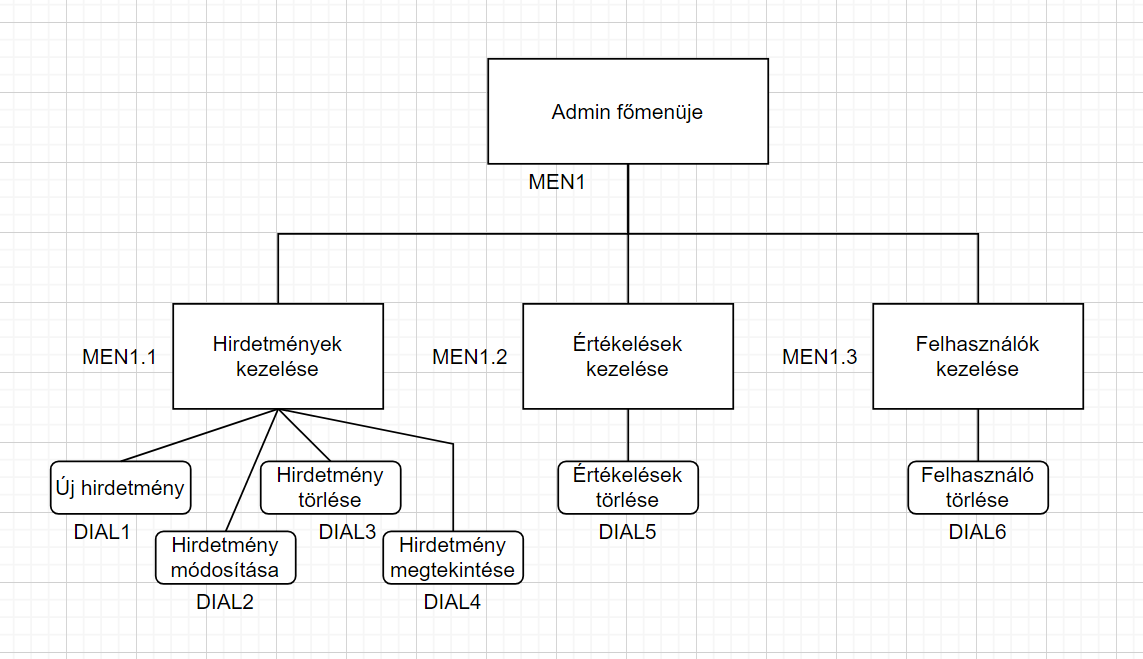 Admin főmenüje
MEN1
MEN1.1
Hirdetmények
kezelése
MEN1.2
Értékelések
kezelése
MEN1.3
Felhasználók
kezelése
Új hirdetmény
DIAL1
Hirdetmény
módosítása
DIAL2
Hirdetmény
törlése
DIAL3
Hirdetmény
megtekintése
DIAL4
Értékelések
törlése
DIAL5
Felhasználó
törlése
DIAL6